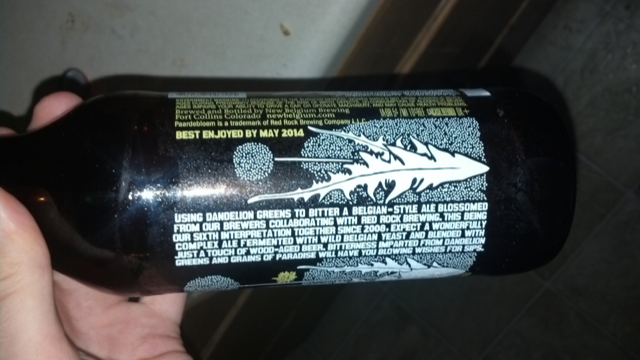 Brewed and Bottled by New Belgium Brewing
Fort Collins Colorado newbelgium.com
Paardebloem is a trademark of Red Rock Brewing Company L.L.C.
BEST ENJOYED BY MAY 2014
USING DANDELION GREENS TO BITTER A BELGIAN-STYLE ALE BLOSSOMED
FROM OUR BREWERS COLLABORATING WITH RED ROCK BREWING, THIS BEING
OUR SIXTH INTERPRETATION TOGETHER SINCE 2008. EXPECT A WONDERFULLY
COMPLEX ALE FERMENTED WITH WILD BELGIAN YEAST AND BLENDED WITH
JUST A TOUCH OF WOOD-AGED BEER. BITTERNESS IMPARTED FROM DANDELION
GREENS AND GRAINS OF PARADISE WILL HAVE YOU BLOWING WISHES FOR